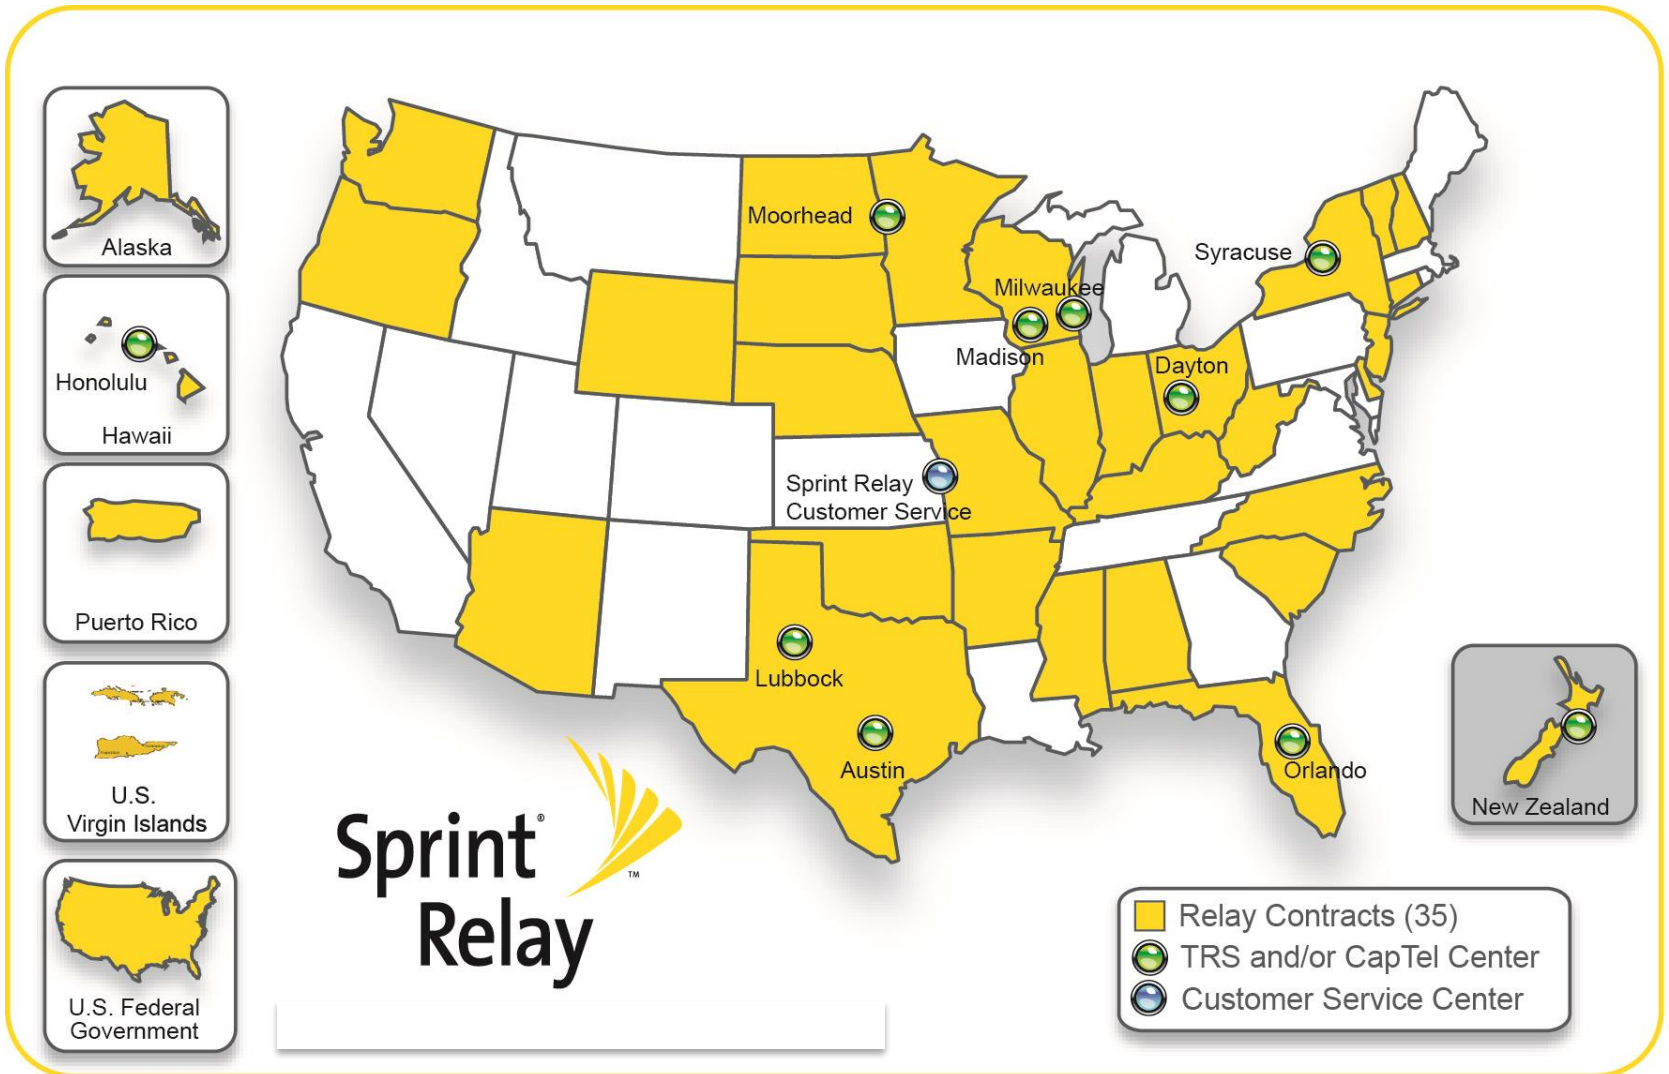 Alaska
Honolulu
Hawaii
Puerto Rico
U.S.
Virgin Islands
U.S. Federal
Government
Moorhead
Syracuse
Milwaukee
Madison
Dayton
Sprint Relay
Customer Service
Lubbock
Austin
Orlando
New Zealand
Sprint®
Relay
™
Relay Contracts (35)
TRS and/or CapTel Center
Customer Service Center